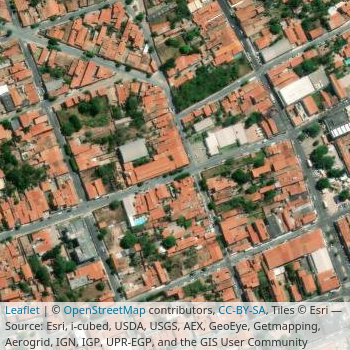 Leaflet | © OpenStreetMap contributors, CC-BY-SA, Tiles © Esri —
Source: Esri, i-cubed, USDA, USGS, AEX, GeoEye, Getmapping,
Aerogrid, IGN, IGP, UPR-EGP, and the GIS User Community